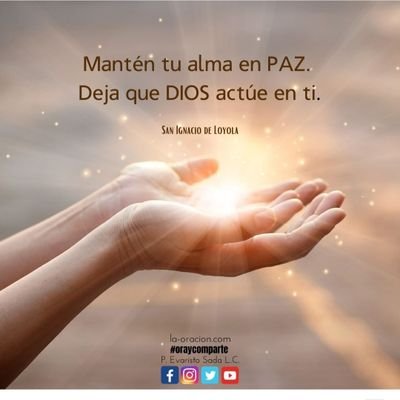 Mantén tu alma en PAZ.
Deja que DIOS actúe en ti.
San Ignacio de Loyola
la-oracion.com
#oraycomparte
P. Evaristo Sada L.C.